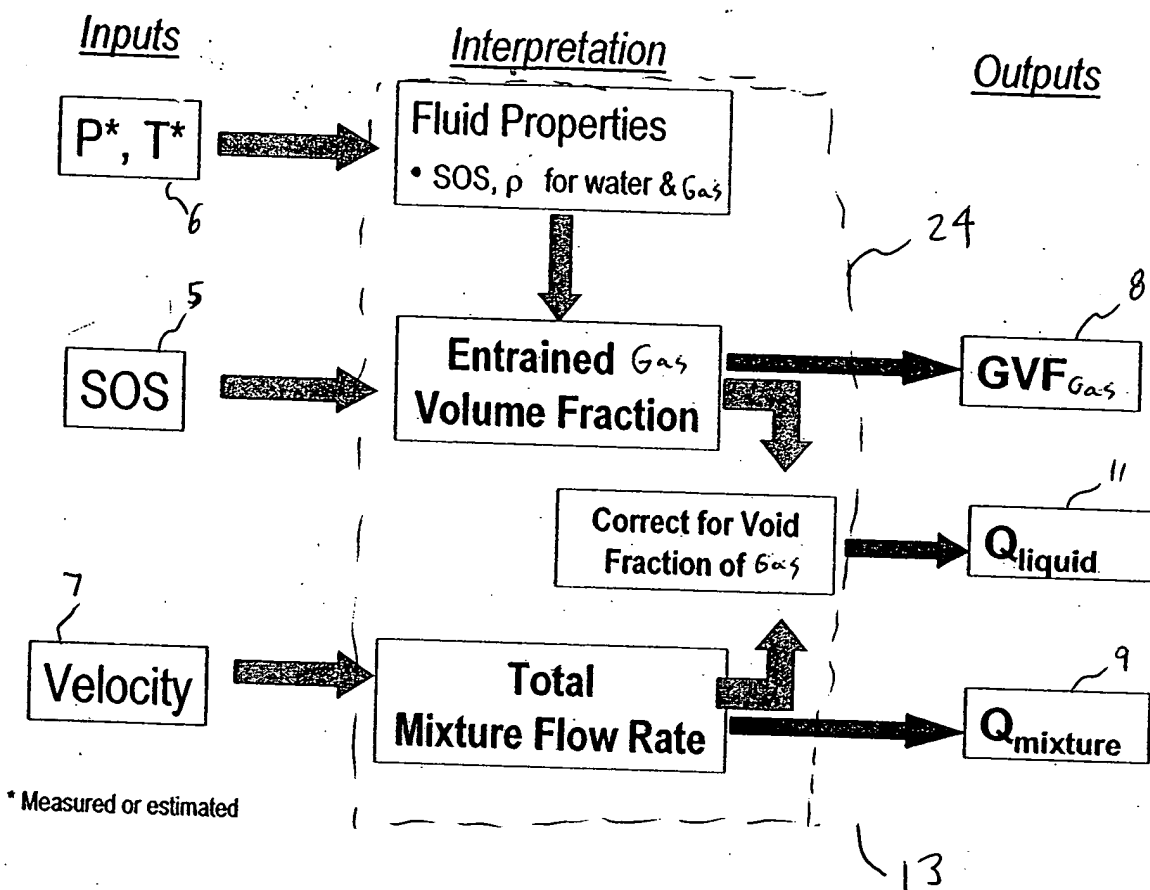 Inputs
Interpretation
Outputs
P*, T*
6
Fluid Properties
• SOS, ρ for water & Gas
24
5
SOS
Entrained Gas
Volume Fraction
8
GVF Gas
Correct for Void
Fraction of Gas
11
Qliquid
7
Velocity
Total
Mixture Flow Rate
9
Qmixture
* Measured or estimated
13